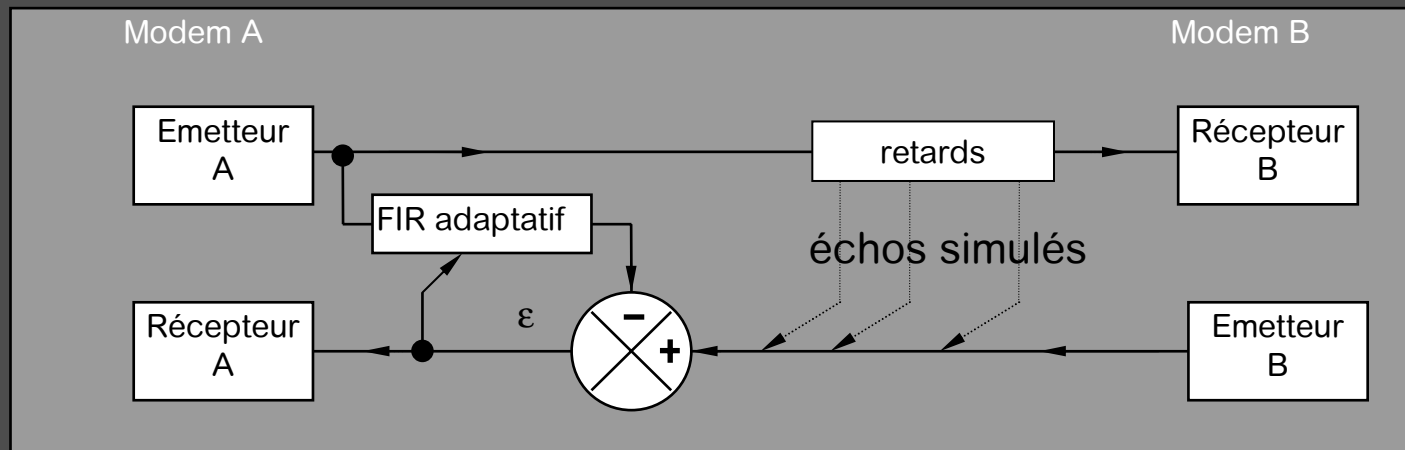 Modem A
Modem B
Emetteur
A
retards
Récepteur
B
FIR adaptatif
échos simulés
Récepteur
A
ε
−
+
Emetteur
B